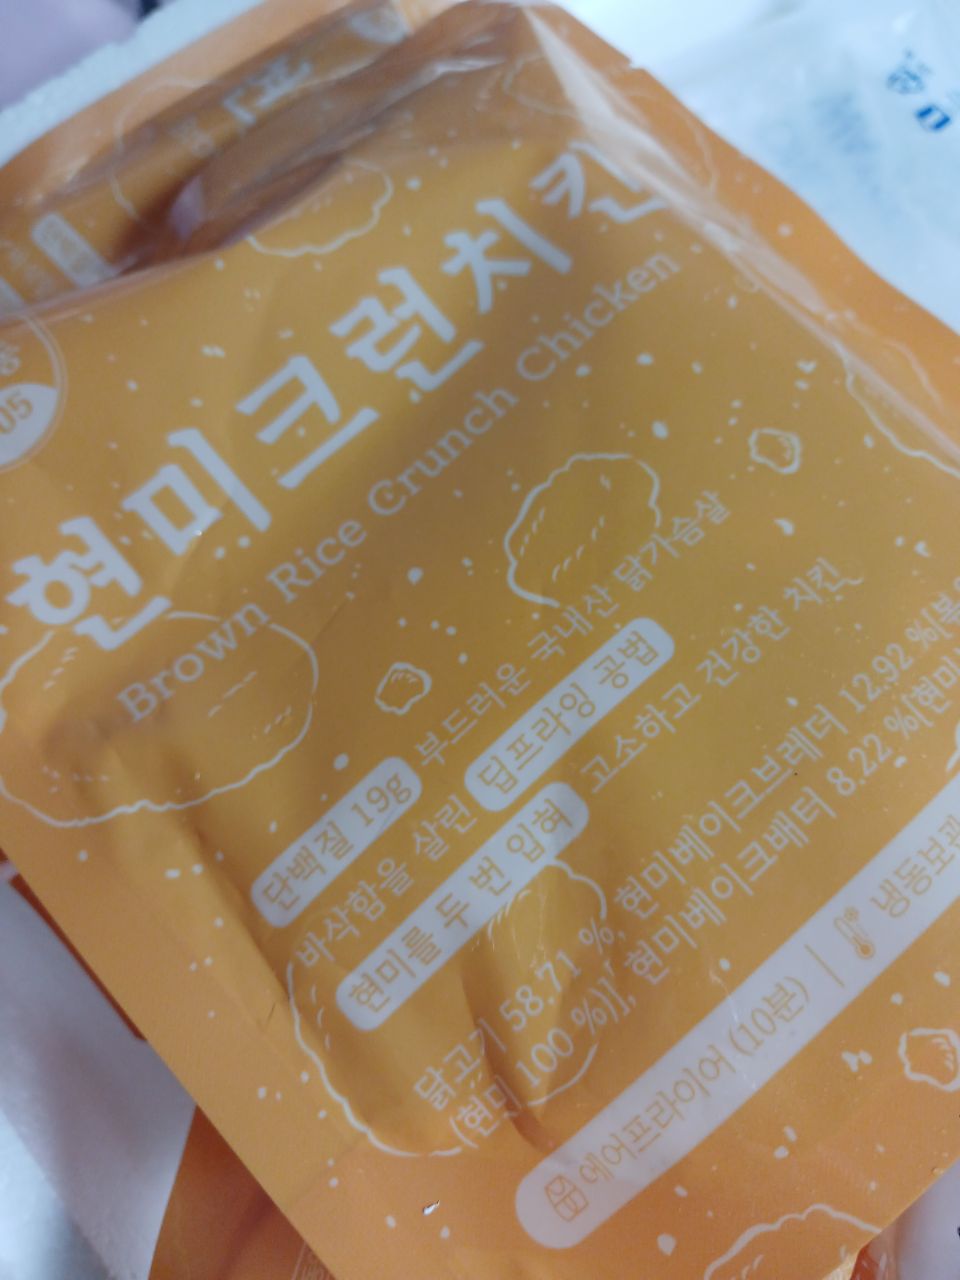 05
현미크런치킨
Brown Rice Crunch Chicken
단백질 19g 부드러운 국내산 닭가슴살
바삭함을 살린 딥프라잉 공법
현미를 두 번 입혀 고소하고 건강한 치킨
닭고기 58.71 %, 현미베이크브레더 12.92 %
(현미 100 %)], 현미베이크배터 8.22 %
에어프라이어 (10분) | 냉동보관